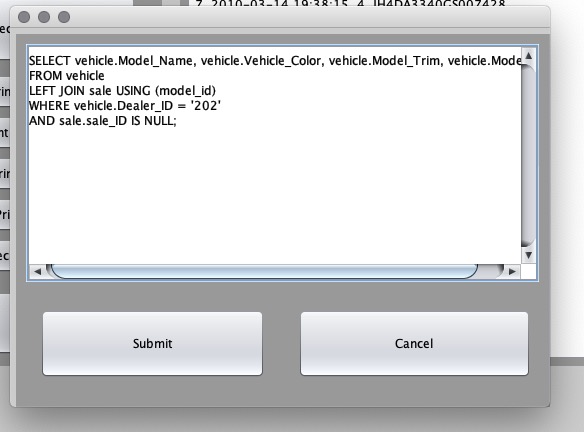 7, 2010-03-14 19:38:15, 4, JH4DA3340GS007428
SELECT vehicle.Model_Name, vehicle.Vehicle_Color, vehicle.Model_Trim, vehicle.Mode
FROM vehicle
LEFT JOIN sale USING (model_id)
WHERE vehicle.Dealer_ID = '202'
AND sale.sale_ID IS NULL;
Submit
Cancel